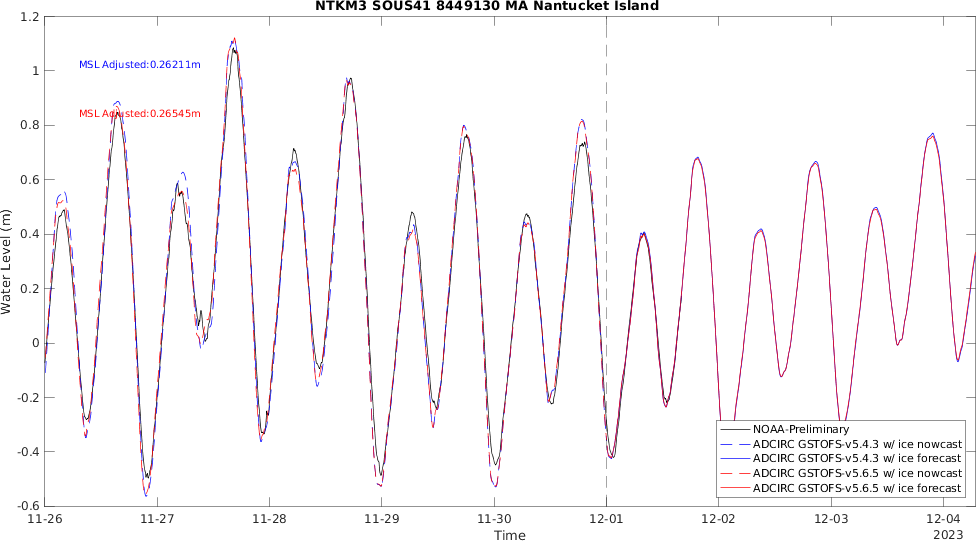 NTKM3 SOUS41 8449130 MA Nantucket Island
1.2
1
0.8
0.6
0.4
0.2
0
-0.2
-0.4
-0.6
Water Level (m)
MSL Adjusted:0.26211m
MSL Adjusted:0.26545m
NOAA-Preliminary
ADCIRC GSTOFS-v5.4.3 w/ ice nowcast
ADCIRC GSTOFS-v5.4.3 w/ ice forecast
ADCIRC GSTOFS-v5.6.5 w/ ice nowcast
ADCIRC GSTOFS-v5.6.5 w/ ice forecast
11-26 11-27 11-28 11-29 11-30 12-01 12-02 12-03 12-04
Time 2023